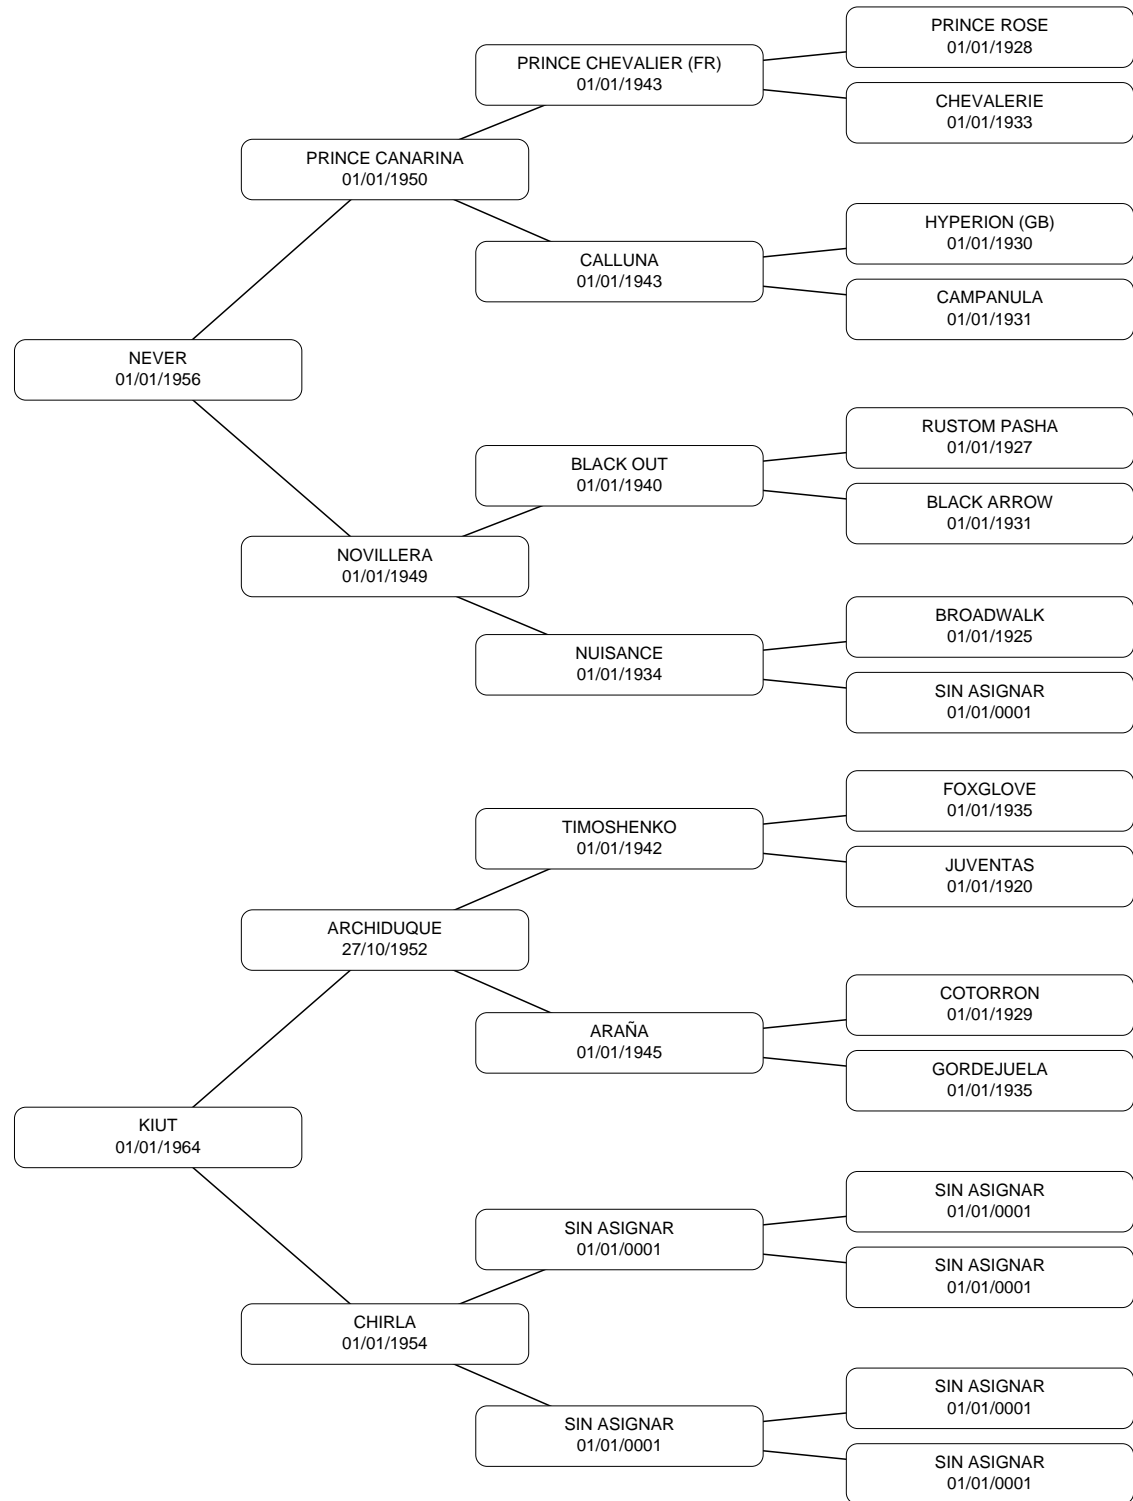 PRINCE ROSE
01/01/1928
PRINCE CHEVALIER (FR)
01/01/1943
CHEVALERIE
01/01/1933
PRINCE CANARINA
01/01/1950
HYPERION (GB)
01/01/1930
CALLUNA
01/01/1943
CAMPANULA
01/01/1931
NEVER
01/01/1956
RUSTOM PASHA
01/01/1927
BLACK OUT
01/01/1940
BLACK ARROW
01/01/1931
NOVILLERA
01/01/1949
BROADWALK
01/01/1925
NUISANCE
01/01/1934
SIN ASIGNAR
01/01/0001
FOXGLOVE
01/01/1935
TIMOSHENKO
01/01/1942
JUVENTAS
01/01/1920
ARCHIDUQUE
27/10/1952
COTORRON
01/01/1929
ARAÑA
01/01/1945
GORDEJUELA
01/01/1935
KIUT
01/01/1964
SIN ASIGNAR
01/01/0001
SIN ASIGNAR
01/01/0001
SIN ASIGNAR
01/01/0001
CHIRLA
01/01/1954
SIN ASIGNAR
01/01/0001
SIN ASIGNAR
01/01/0001
SIN ASIGNAR
01/01/0001